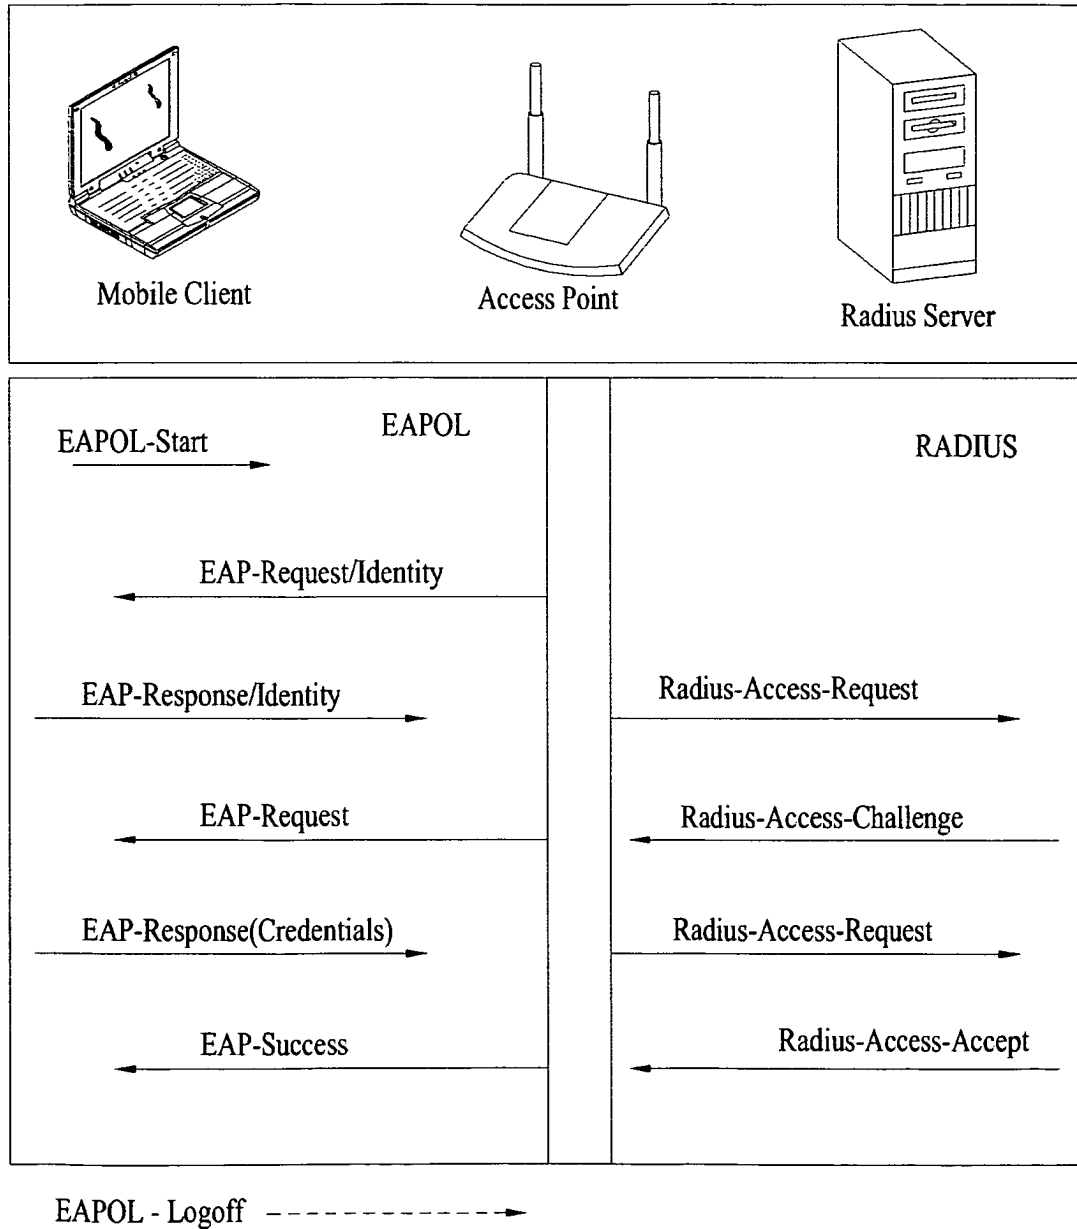 Mobile Client
Access Point
Radius Server
EAPOL
EAPOL-Start
RADIUS
EAP-Request/Identity
EAP-Response/Identity
Radius-Access-Request
EAP-Request
Radius-Access-Challenge
EAP-Response(Credentials)
Radius-Access-Request
EAP-Success
Radius-Access-Accept
EAPOL - Logoff